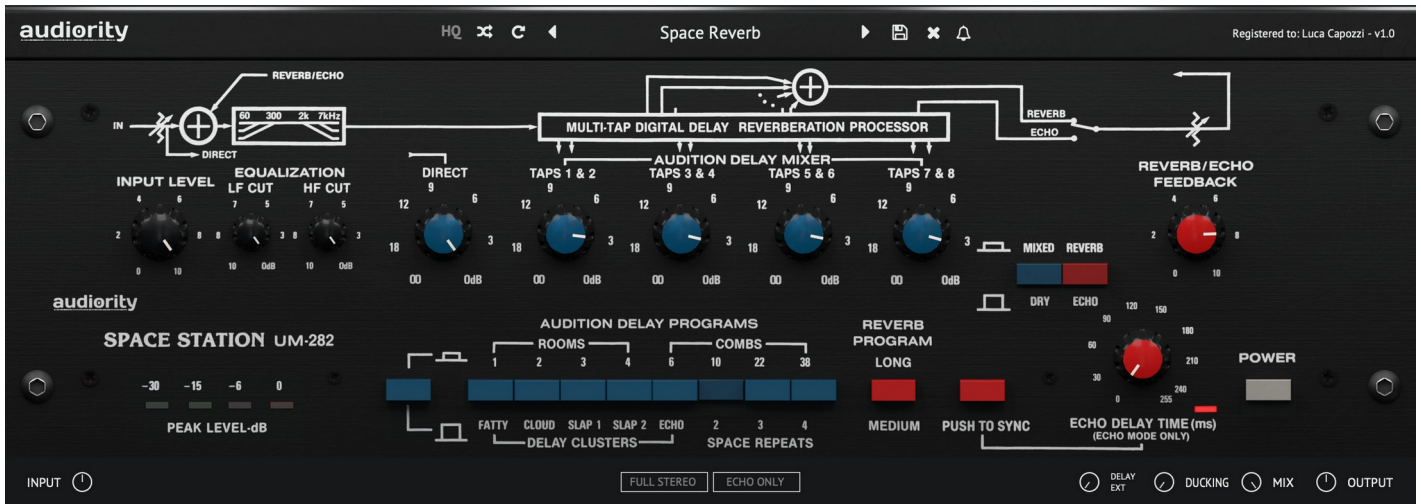 audiority
HQ
Space Reverb
Registered to: Luca Capozzi - v1.0
REVERB/ECHO
60 300 2k 7kHz
IN
DIRECT
MULTI-TAP DIGITAL DELAY REVERBERATION PROCESSOR
REVERB
ECHO
AUDITION DELAY MIXER
INPUT LEVEL
0 2 4 6 8 10
EQUALIZATION
LF CUT
10 8 7 5 3 0dB
HF CUT
10 8 7 5 3 0dB
DIRECT
00 18 12 9 6 3 0dB
TAPS 1 & 2
00 18 12 9 6 3 0dB
TAPS 3 & 4
00 18 12 9 6 3 0dB
TAPS 5 & 6
00 18 12 9 6 3 0dB
TAPS 7 & 8
00 18 12 9 6 3 0dB
MIXED REVERB
DRY ECHO
REVERB/ECHO
FEEDBACK
0 2 4 6 8 10
audiority
SPACE STATION UM-282
-30 -15 -6 0
PEAK LEVEL-dB
AUDITION DELAY PROGRAMS
ROOMS COMBS
1 2 3 4 6 10 22 38
FATTY CLOUD SLAP 1 SLAP 2 ECHO 2 3 4
DELAY CLUSTERS SPACE REPEATS
REVERB
PROGRAM
LONG
MEDIUM
PUSH TO SYNC
0 30 60 90 120 150 180 210 240 255
ECHO DELAY TIME (ms)
(ECHO MODE ONLY)
POWER
INPUT
FULL STEREO
ECHO ONLY
DELAY
EXT
DUCKING
MIX
OUTPUT